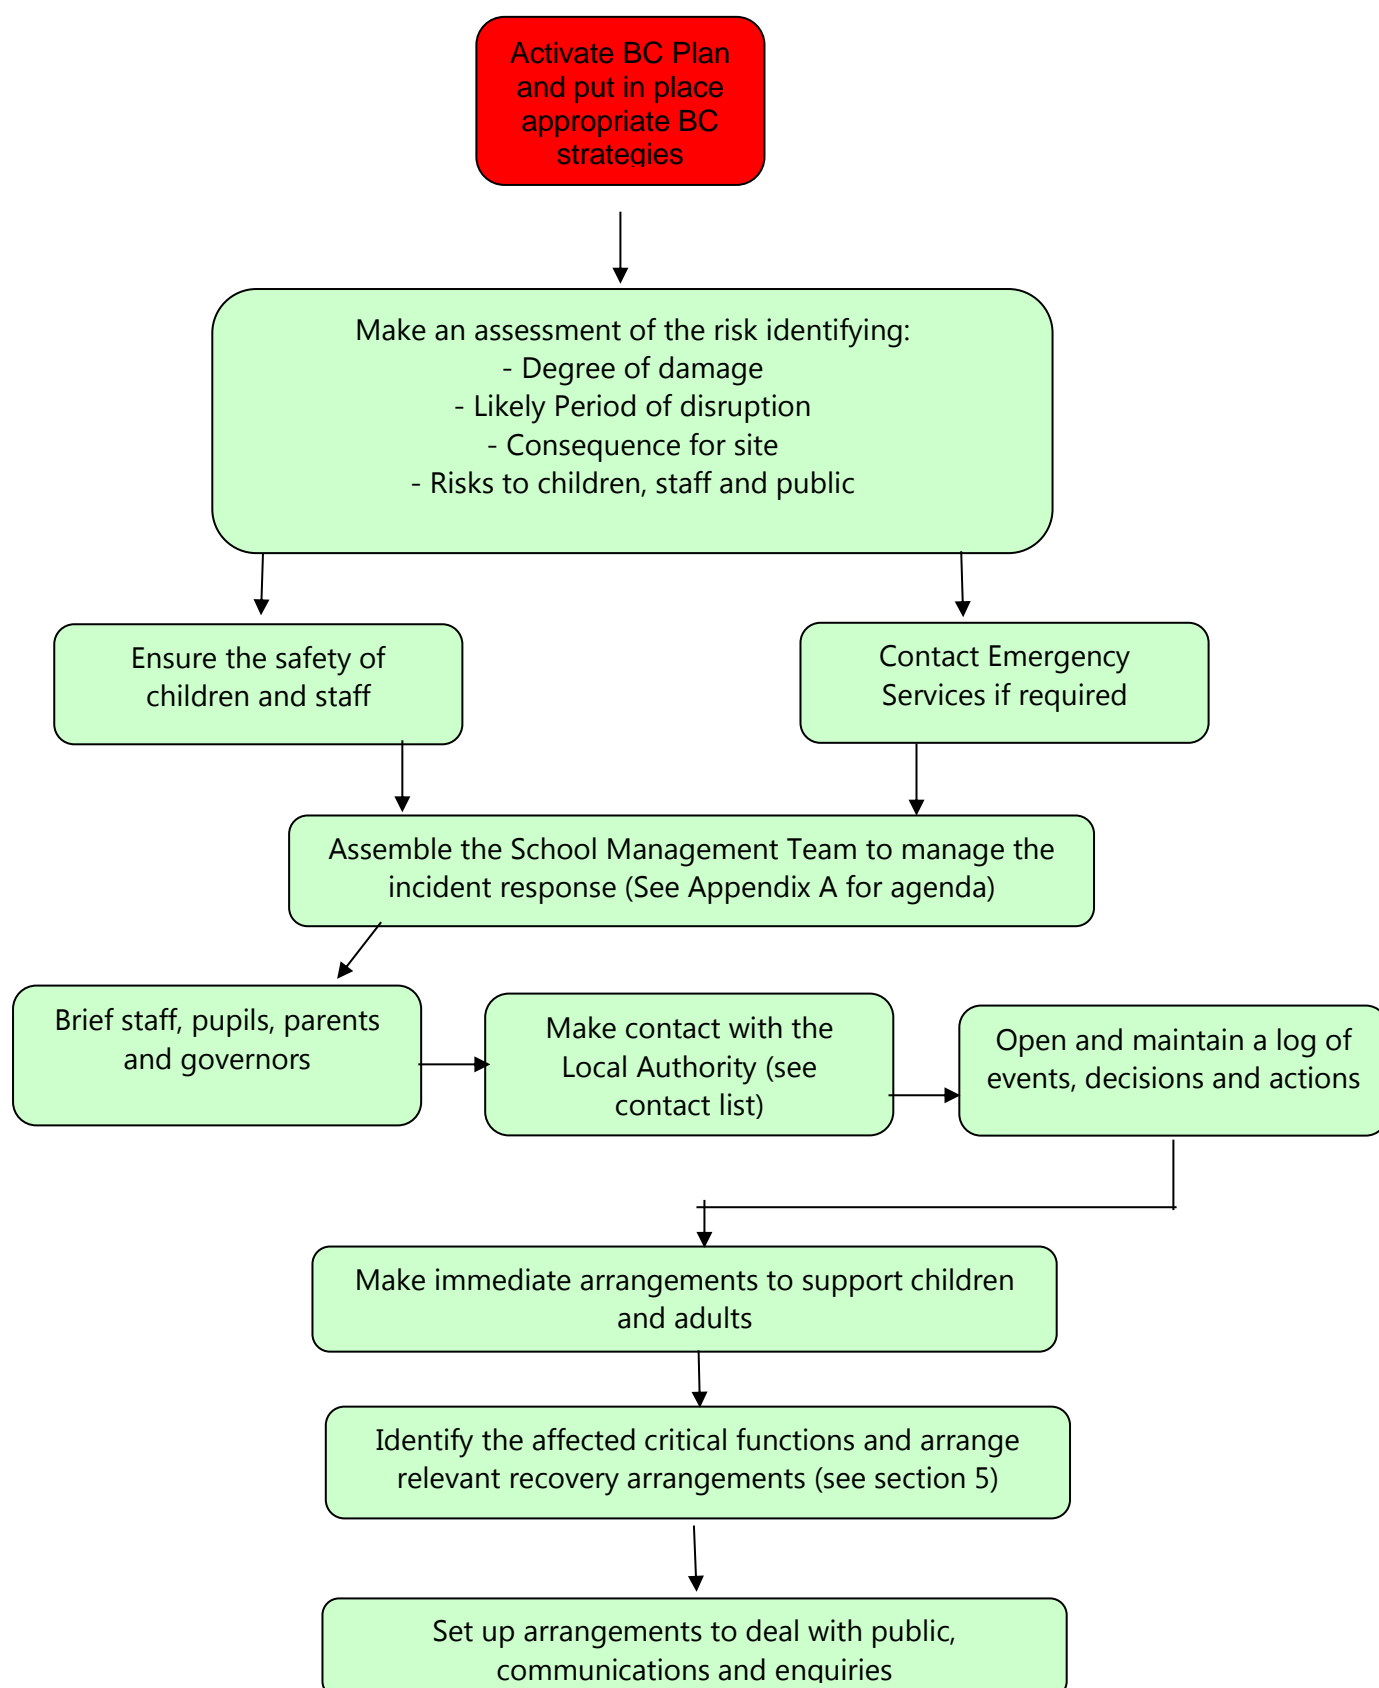 Activate BC Plan
and put in place
appropriate BC
strategies
Make an assessment of the risk identifying:
- Degree of damage
- Likely Period of disruption
- Consequence for site
- Risks to children, staff and public
Ensure the safety of
children and staff
Contact Emergency
Services if required
Assemble the School Management Team to manage the
incident response (See Appendix A for agenda)
Brief staff, pupils, parents
and governors
Make contact with the
Local Authority (see
contact list)
Open and maintain a log of
events, decisions and actions
Make immediate arrangements to support children
and adults
Identify the affected critical functions and arrange
relevant recovery arrangements (see section 5)
Set up arrangements to deal with public,
communications and enquiries